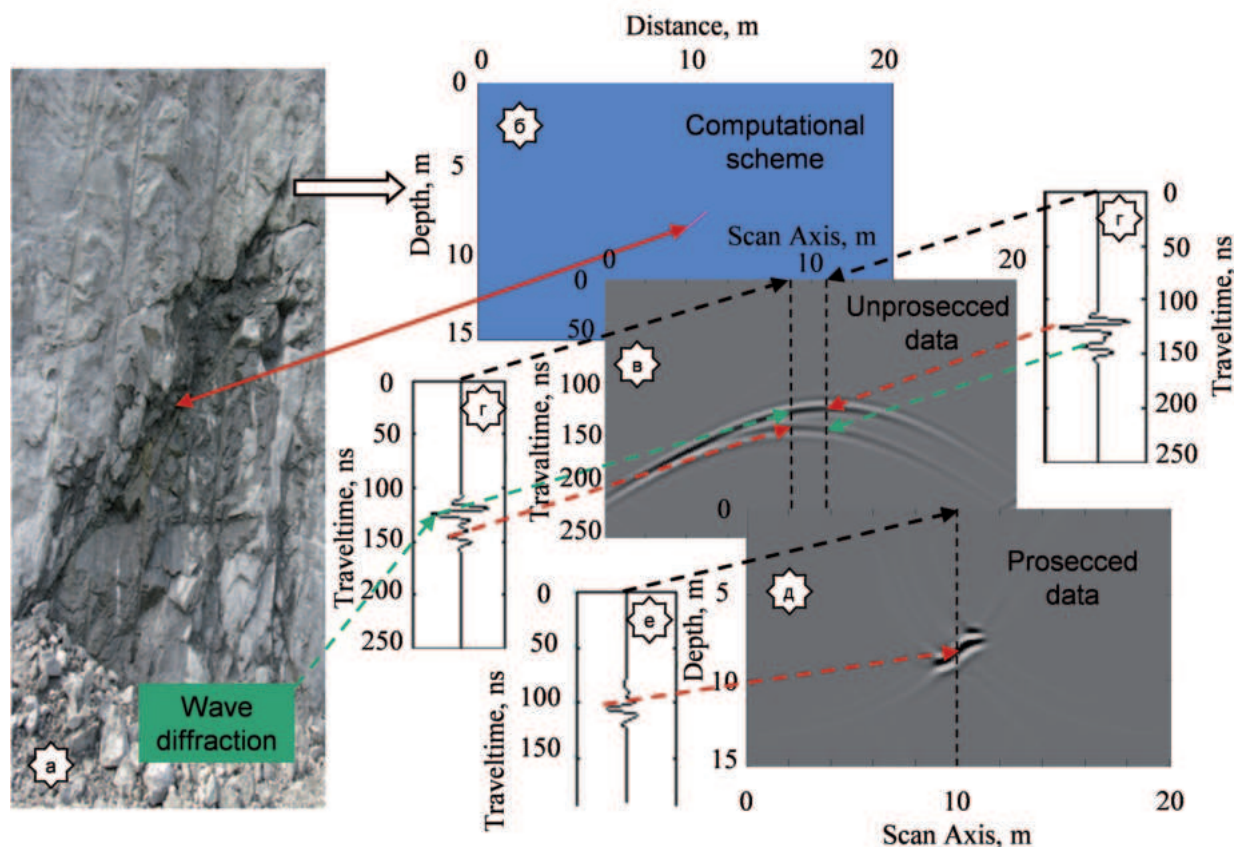 Distance, m
0 10 20
0
5
10
15
Depth, m
б
Computational
scheme
Scan Axis, m
0 10 20
0
50
100
150
200
250
Travaltime, ns
в
Unprosecced
data
г
0
50
100
150
200
250
Traveltime, ns
г
0
50
100
150
200
250
Traveltime, ns
Wave
diffraction
а
е
0
50
100
150
Traveltime, ns
0
5
10
15
Depth, m
д
Prosecced
data
0 10 20
Scan Axis, m